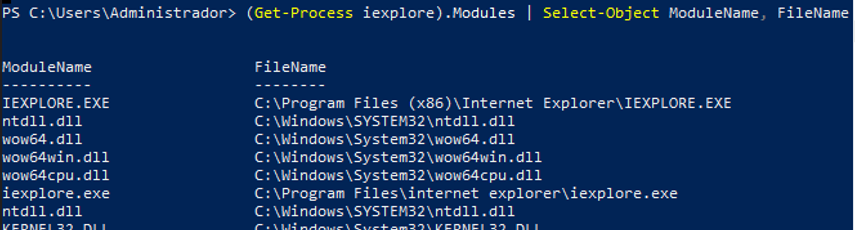 PS C:\Users\Administrador> (Get-Process iexplore).Modules | Select-Object ModuleName, FileName
ModuleName FileName
---------- --------
IEXPLORE.EXE C:\Program Files (x86)\Internet Explorer\IEXPLORE.EXE
ntdll.dll C:\Windows\SYSTEM32\ntdll.dll
wow64.dll C:\Windows\System32\wow64.dll
wow64win.dll C:\Windows\System32\wow64win.dll
wow64cpu.dll C:\Windows\System32\wow64cpu.dll
iexplore.exe C:\Program Files\internet explorer\iexplore.exe
ntdll.dll C:\Windows\SYSTEM32\ntdll.dll
KERNEL32.DLL C:\Windows\System32\KERNEL32.DLL